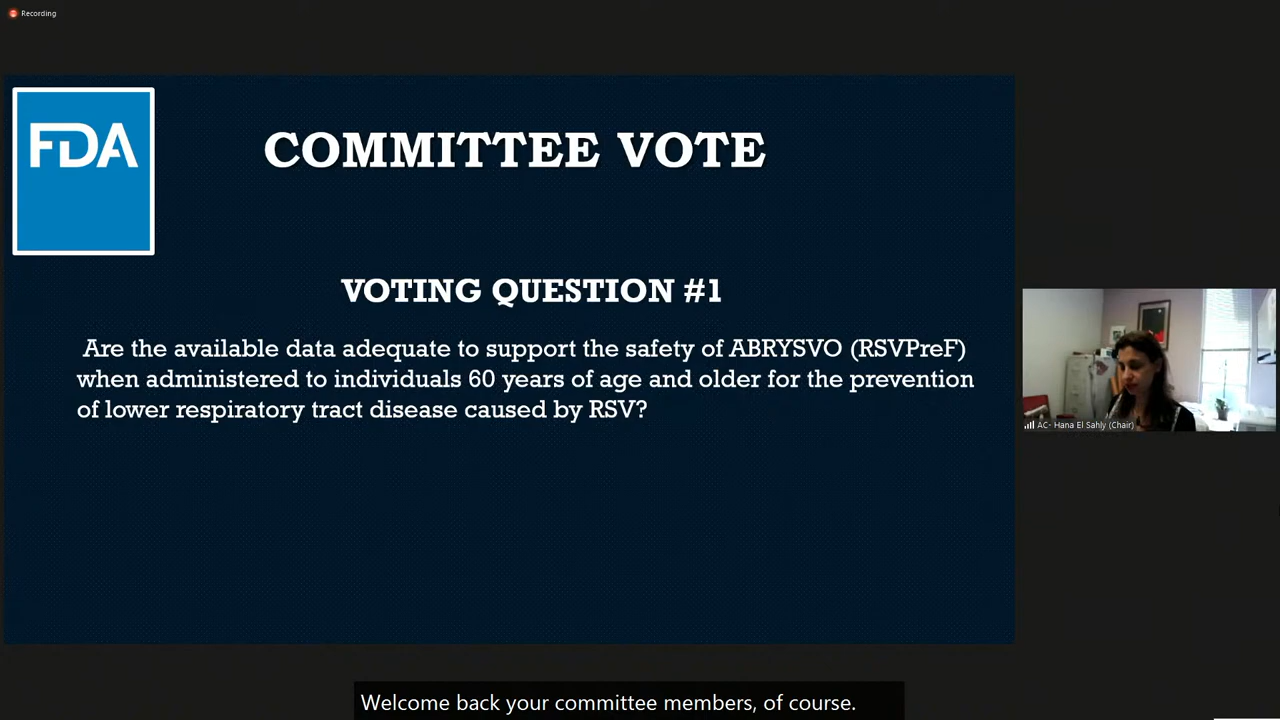 Recording
FDA
COMMITTEE VOTE
VOTING QUESTION #1
Are the available data adequate to support the safety of ABRYSVO (RSVPreF)
when administered to individuals 60 years of age and older for the prevention
of lower respiratory tract disease caused by RSV?
AC- Hana El Sahly (Chair)
Welcome back your committee members, of course.